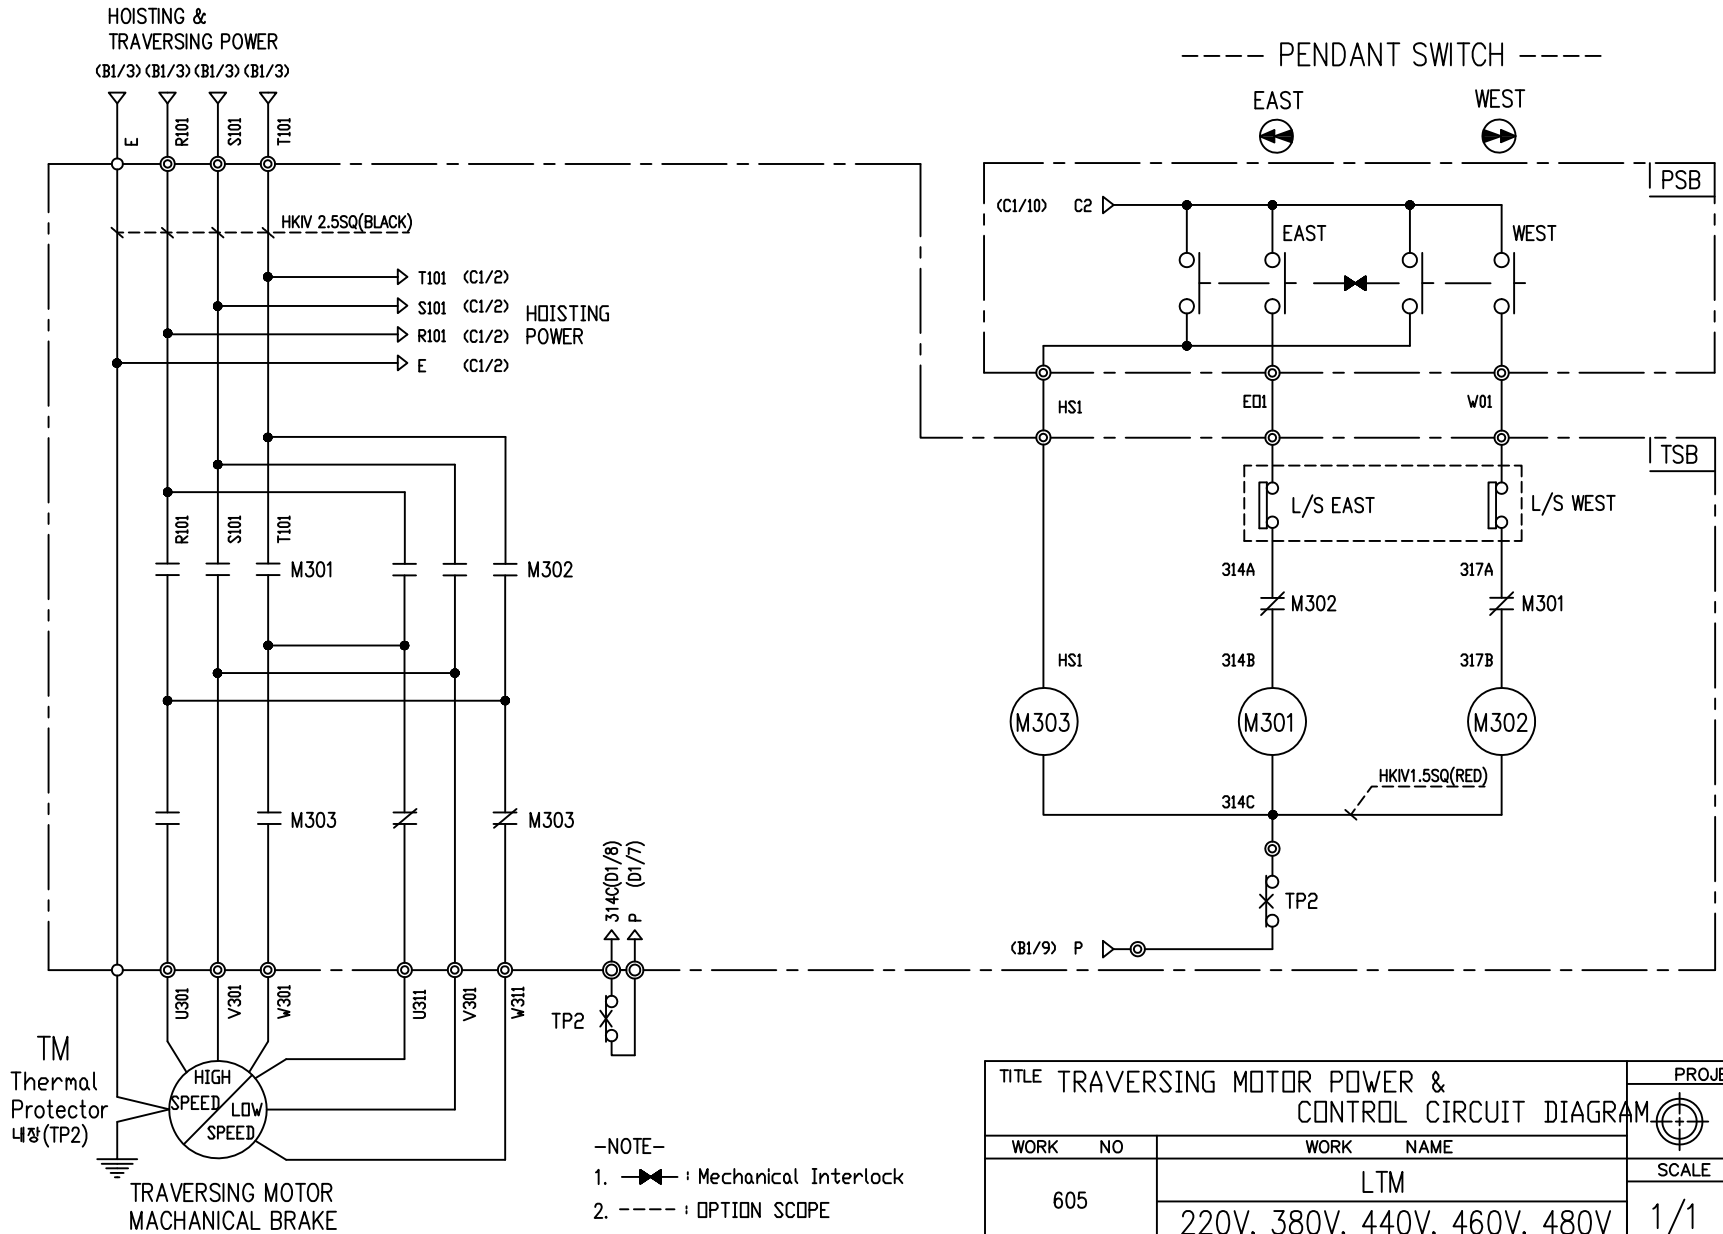 HOISTING &
TRAVERSING POWER
(B1/3) (B1/3) (B1/3) (B1/3)
E
R101
S101
T101
HKIV 2.5SQ(BLACK)
T101 (C1/2)
S101 (C1/2)
R101 (C1/2)
E (C1/2)
HOISTING
POWER
R101
S101
T101
M301
M302
M303
M303
314C(D1/8)
P (D1/7)
U301
V301
W301
U311
V301
W311
TP2
TM
Thermal
Protector
내장(TP2)
HIGH
SPEED
LOW
SPEED
TRAVERSING MOTOR
MACHANICAL BRAKE
-NOTE-
1. : Mechanical Interlock
2. ---- : OPTION SCOPE
---- PENDANT SWITCH ----
EAST
WEST
PSB
(C1/10) C2
EAST
WEST
HS1
E01
W01
TSB
L/S EAST
L/S WEST
314A
317A
M302
M301
HS1
314B
317B
M303
M301
M302
HKIV1.5SQ(RED)
314C
TP2
(B1/9) P
TITLE TRAVERSING MOTOR POWER &
CONTROL CIRCUIT DIAGRAM
PROJE
WORK NO
WORK NAME
SCALE
605
LTM
220V, 380V, 440V, 460V, 480V
1/1